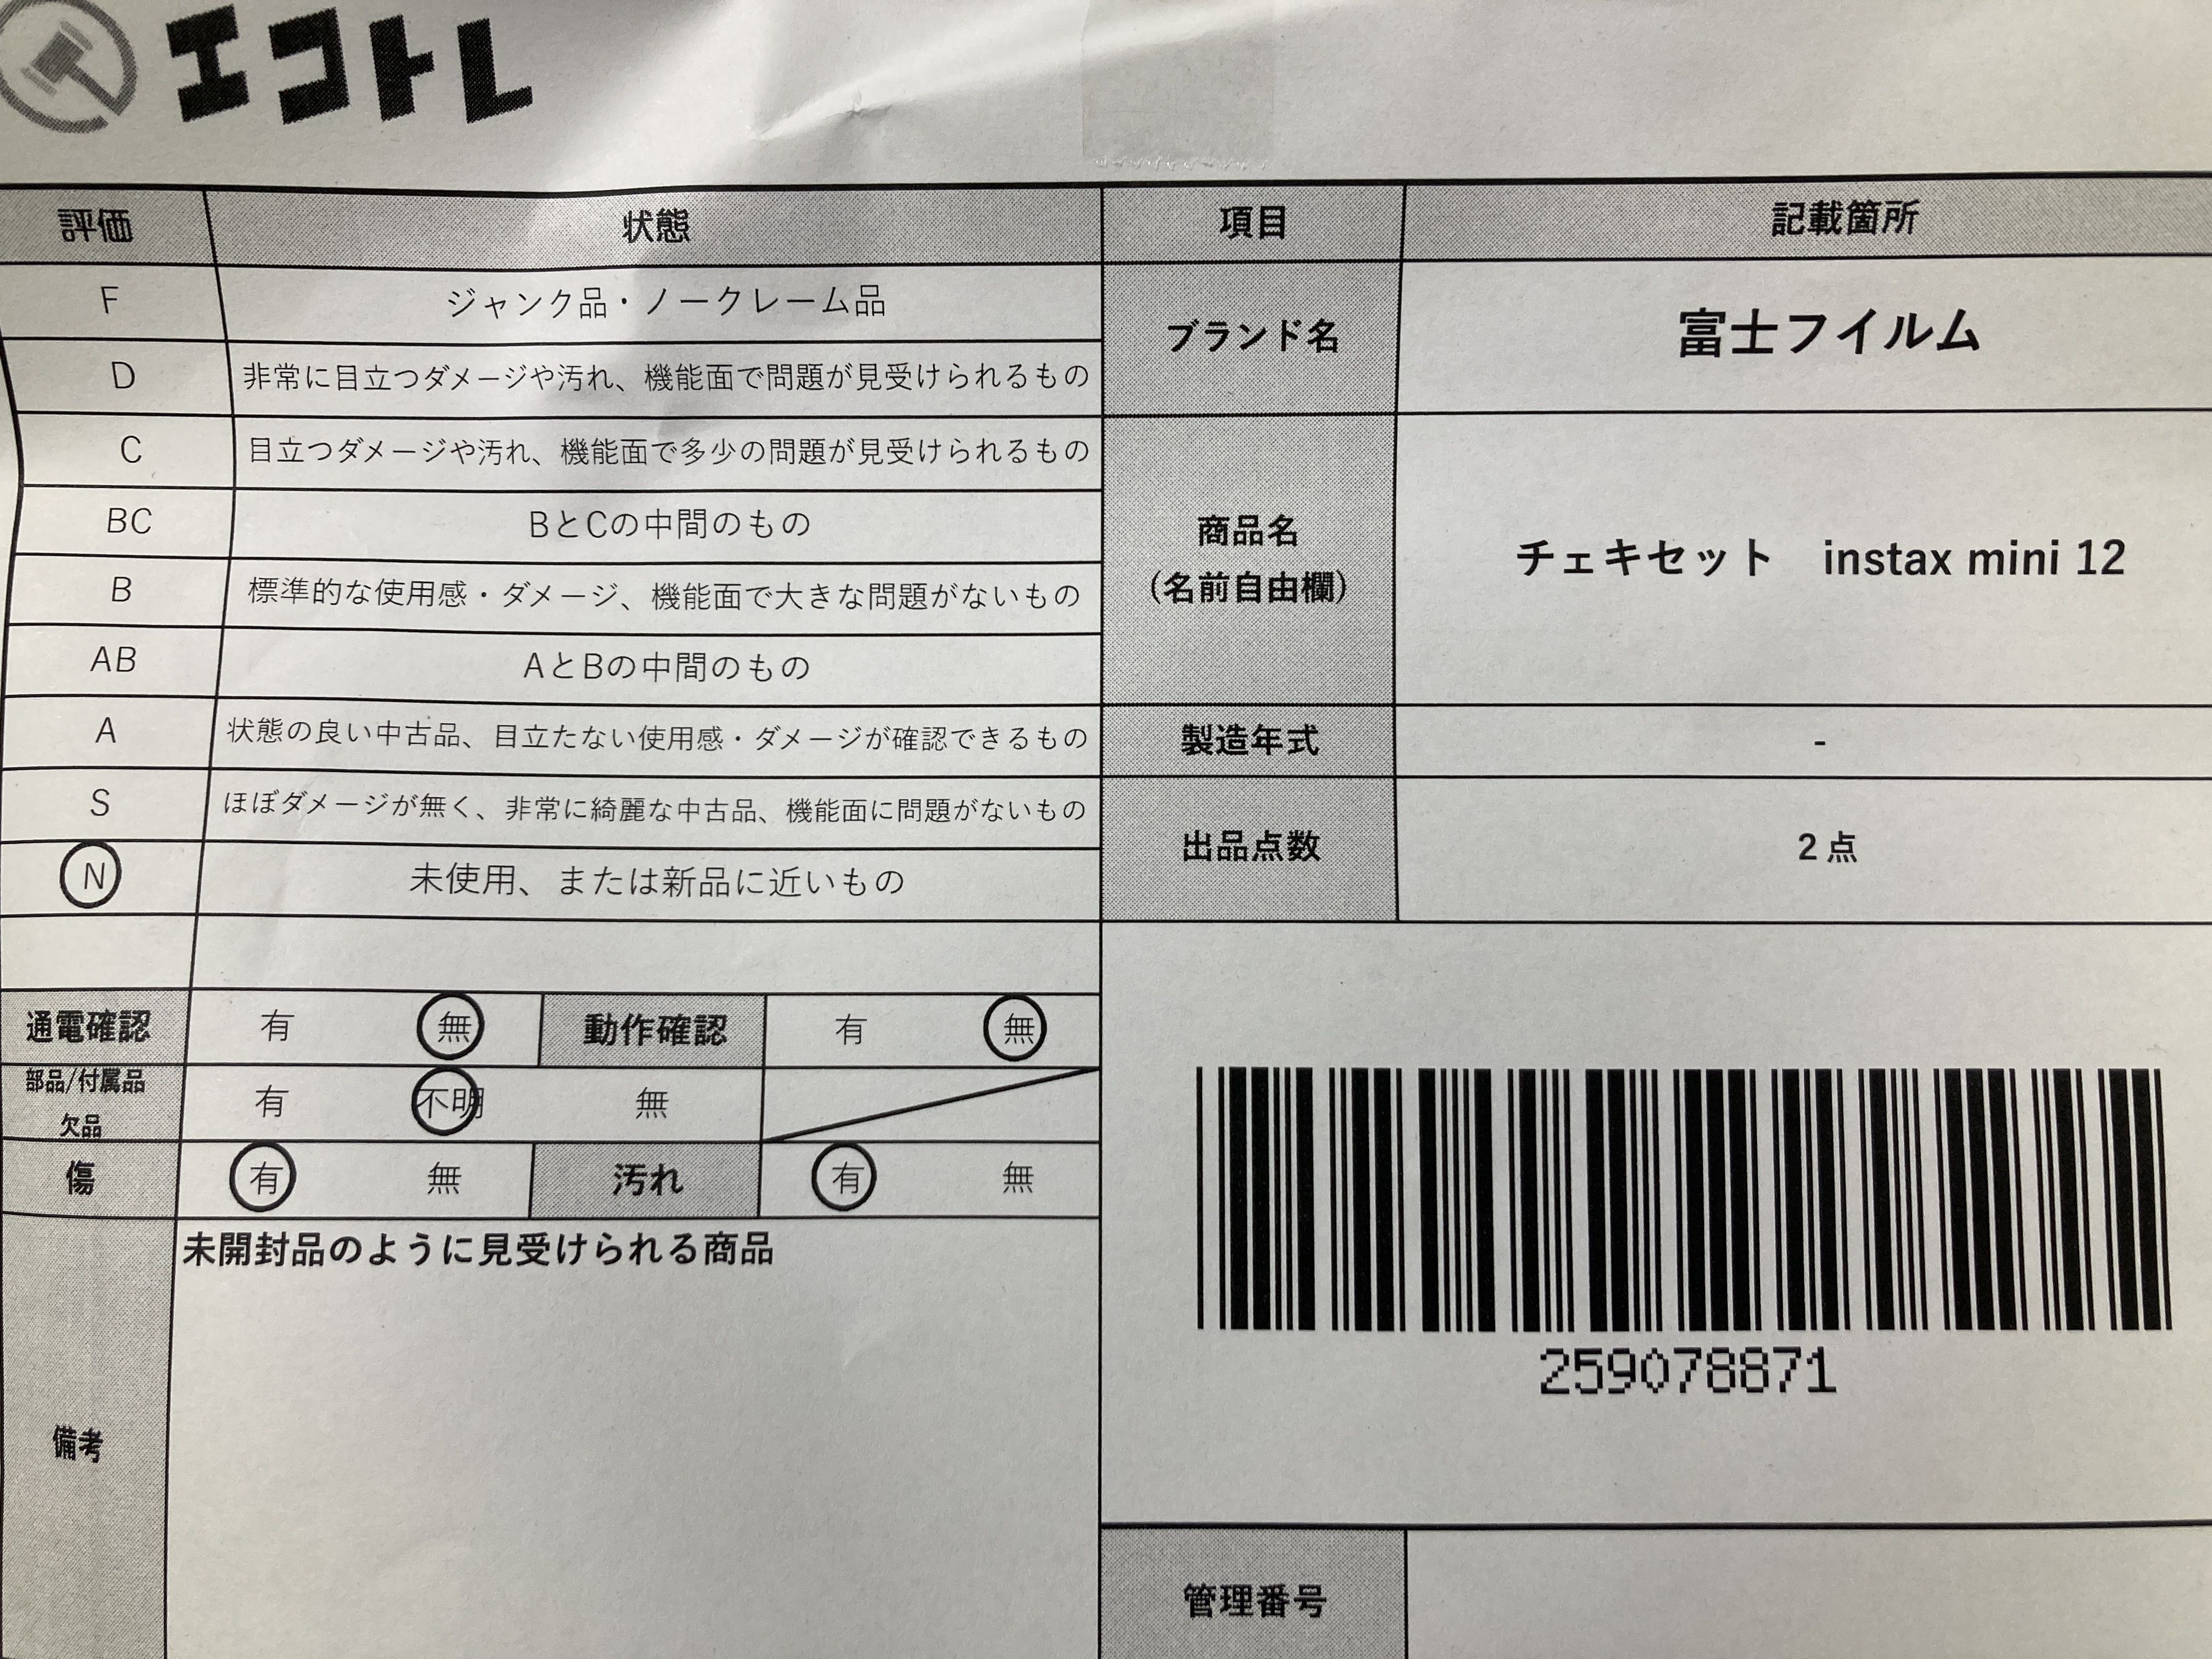 エコトレ
評価 状態
F ジャンク品・ノークレーム品
D 非常に目立つダメージや汚れ、機能面で問題が見受けられるもの
C 目立つダメージや汚れ、機能面で多少の問題が見受けられるもの
BC BとCの中間のもの
B 標準的な使用感・ダメージ、機能面で大きな問題がないもの
AB AとBの中間のもの
A 状態の良い中古品、目立たない使用感・ダメージが確認できるもの
S ほぼダメージが無く、非常に綺麗な中古品、機能面に問題がないもの
N 未使用、または新品に近いもの
通電確認 有 無 動作確認 有 無
部品/付属品
欠品 有 不明 無
傷 有 無 汚れ 有 無
備考 未開封品のように見受けられる商品
項目 記載箇所
ブランド名 富士フイルム
商品名
(名前自由欄) チェキセット instax mini 12
製造年式 -
出品点数 2点
259078871
管理番号